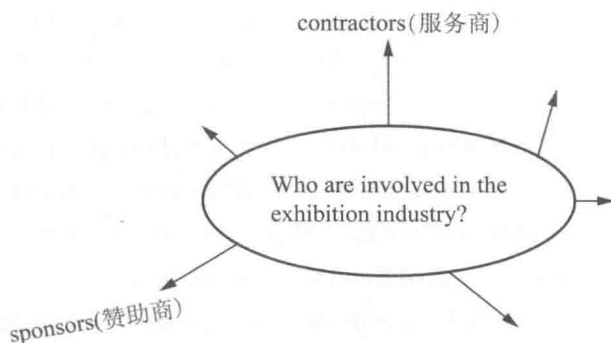 contractors(服务商)
Who are involved in the
exhibition industry?
sponsors(赞助商)